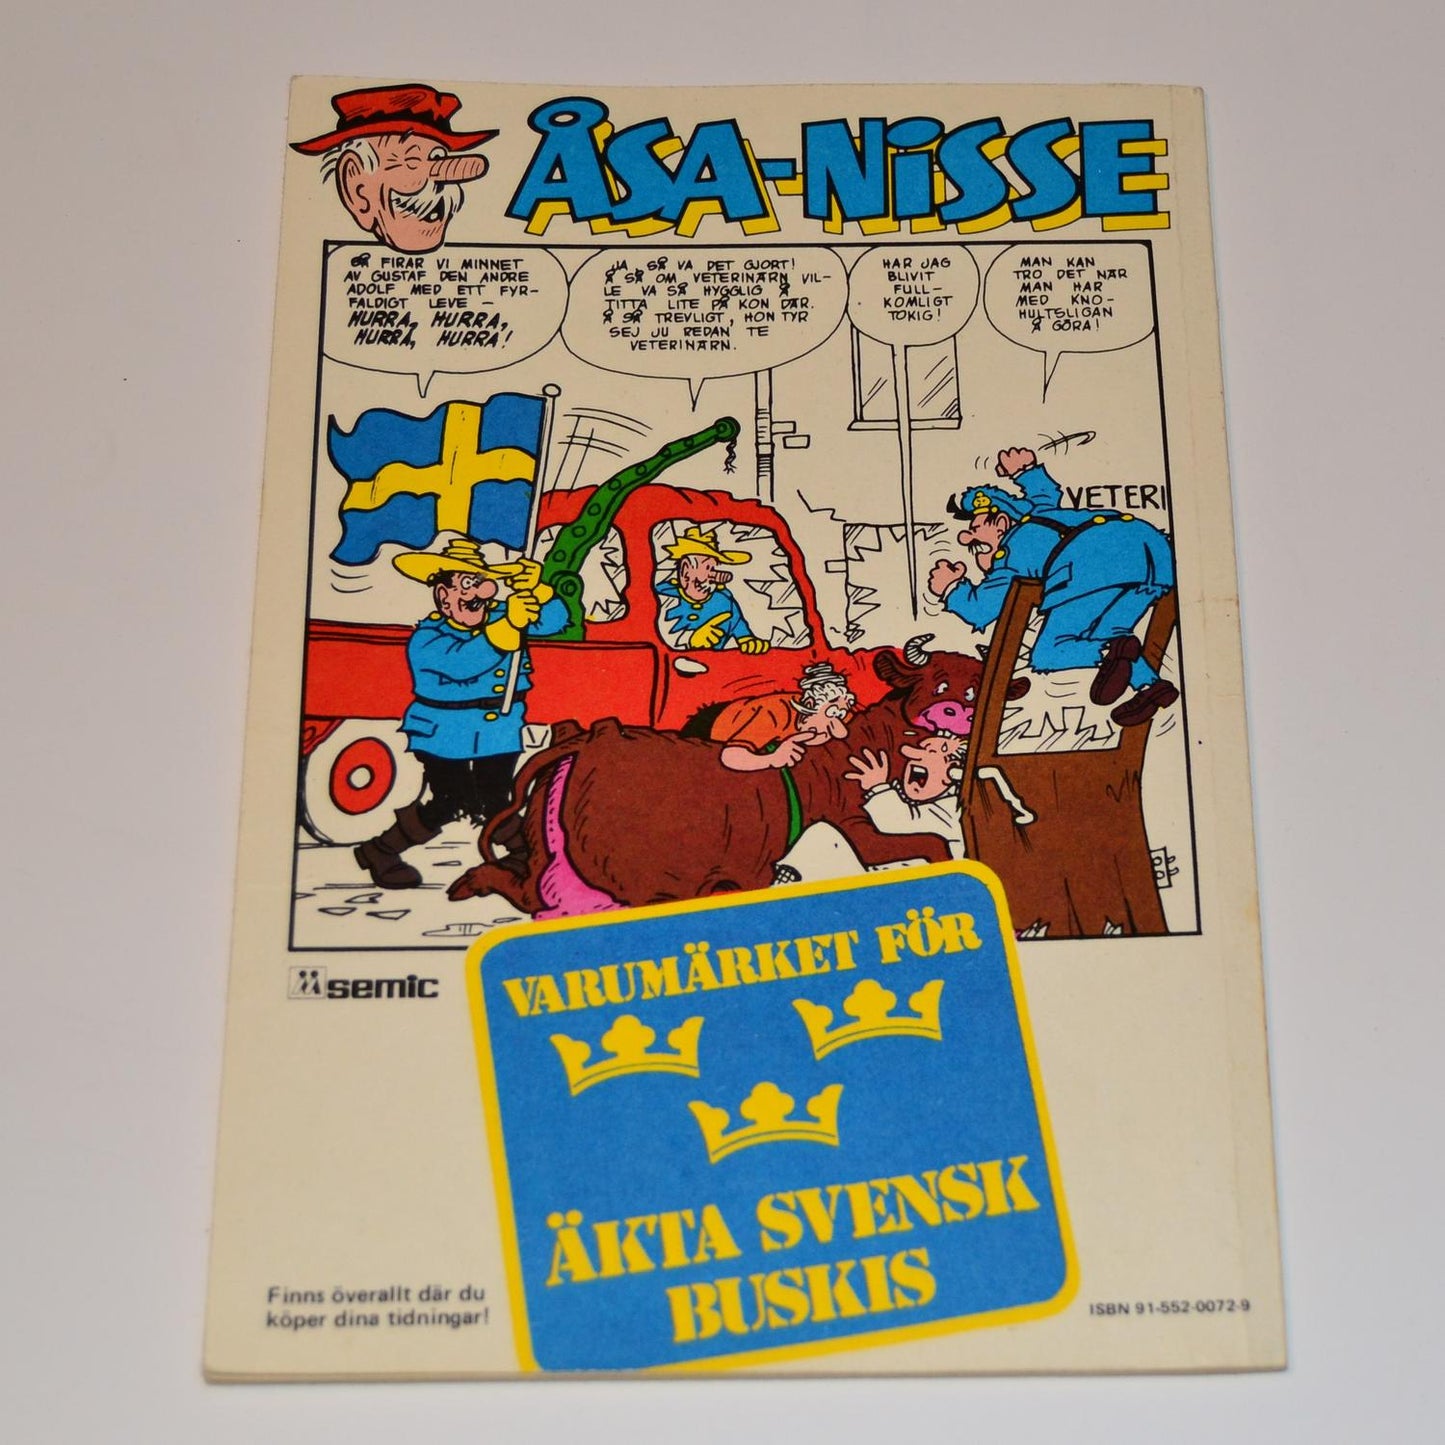 ÅSA-NiSSE
SÅ FIRAR VI MINNET
AV GUSTAF DEN ANDRE
ADOLF MED ETT FYR-
FALDIGT LEVE –
HURRA, HURRA,
HURRA, HURRA!
JA, SÅ VA DET GJORT!
Å SÅ OM VETERINÄRN VIL-
LE VA SÅ HYGGLIG Å
TITTA LITE PÅ KON DÄR.
Å SÅ TREVLIGT, HON TYR
SEJ JU REDAN TE
VETERINÄRN.
HAR JAG
BLIVIT
FULL-
KOMLIGT
TOKIG!
MAN KAN
TRO DET NÄR
MAN HAR
MED KNO-
HULTSLIGAN
Å GÖRA!
VETERI
semic
VARUMÄRKET FÖR
ÄKTA SVENSK
BUSKIS
Finns överallt där du
köper dina tidningar!
ISBN 91-552-0072-9